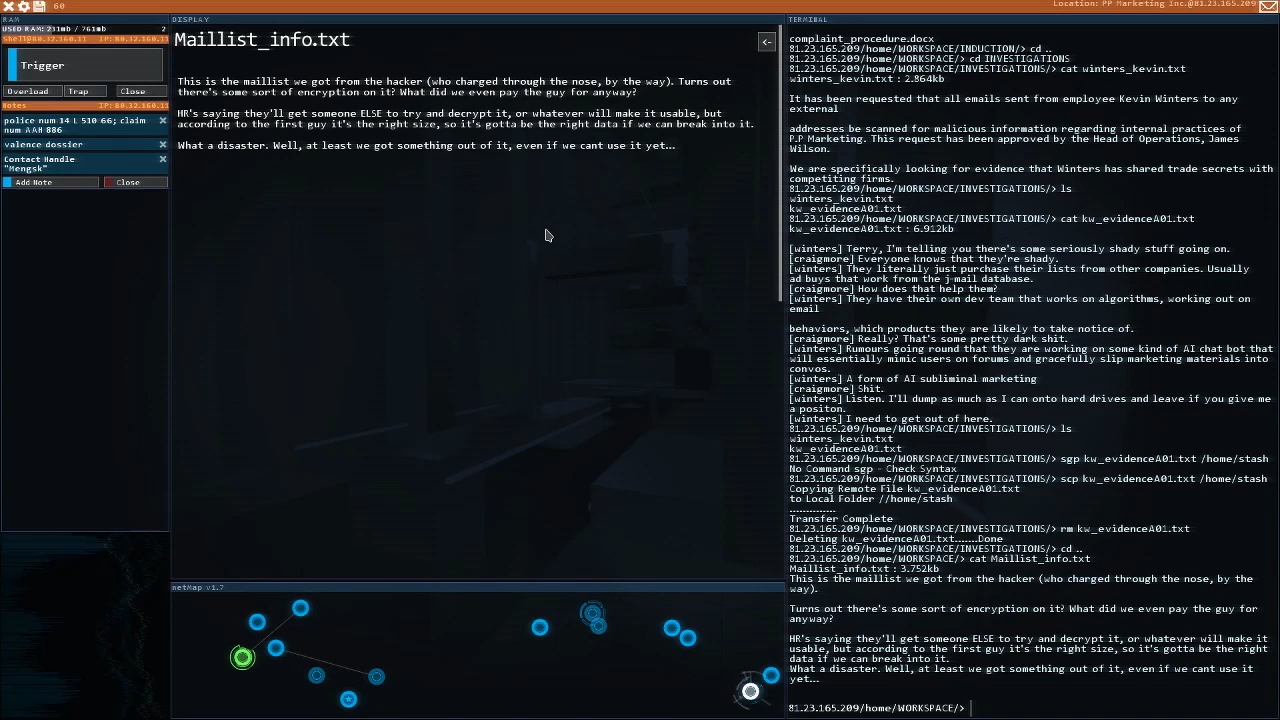 60
Location: PP Marketing Inc.@81.23.165.209
RAM
USED RAM: 231mb / 761mb
2
Shell@80.32.160.11 IP: 80.32.160.11
Trigger
Overload
Trap
Close
Notes
IP: 80.32.160.11
police num 14 L 510 66; claim
num AAH 886
valence dossier
Contact Handle
"Mengsk"
Add Note
Close
DISPLAY
Maillist_info.txt
<-
This is the maillist we got from the hacker (who charged through the nose, by the way). Turns out
there's some sort of encryption on it? What did we even pay the guy for anyway?
HR's saying they'll get someone ELSE to try and decrypt it, or whatever will make it usable, but
according to the first guy it's the right size, so it's gotta be the right data if we can break into it.
What a disaster. Well, at least we got something out of it, even if we cant use it yet...
netMap v1.7
TERMINAL
complaint_procedure.docx
81.23.165.209/home/WORKSPACE/INDUCTION/> cd ..
81.23.165.209/home/WORKSPACE/> cd INVESTIGATIONS
81.23.165.209/home/WORKSPACE/INVESTIGATIONS/> cat winters_kevin.txt
winters_kevin.txt : 2.864kb
It has been requested that all emails sent from employee Kevin Winters to any
external
addresses be scanned for malicious information regarding internal practices of
P.P Marketing. This request has been approved by the Head of Operations, James
Wilson.
We are specifically looking for evidence that Winters has shared trade secrets with
competiting firms.
81.23.165.209/home/WORKSPACE/INVESTIGATIONS/> ls
winters_kevin.txt
kw_evidenceA01.txt
81.23.165.209/home/WORKSPACE/INVESTIGATIONS/> cat kw_evidenceA01.txt
kw_evidenceA01.txt : 6.912kb
[winters] Terry, I'm telling you there's some seriously shady stuff going on.
[craigmore] Everyone knows that they're shady.
[winters] They literally just purchase their lists from other companies. Usually
ad buys that work from the j-mail database.
[craigmore] How does that help them?
[winters] They have their own dev team that works on algorithms, working out on
email
behaviors, which products they are likely to take notice of.
[craigmore] Really? That's some pretty dark shit.
[winters] Rumours going round that they are working on some kind of AI chat bot that
will essentially mimic users on forums and gracefully slip marketing materials into
convos.
[winters] A form of AI subliminal marketing
[craigmore] Shit.
[winters] Listen. I'll dump as much as I can onto hard drives and leave if you give me
a positon.
[winters] I need to get out of here.
81.23.165.209/home/WORKSPACE/INVESTIGATIONS/> ls
winters_kevin.txt
kw_evidenceA01.txt
81.23.165.209/home/WORKSPACE/INVESTIGATIONS/> sgp kw_evidenceA01.txt /home/stash
No Command sgp - Check Syntax
81.23.165.209/home/WORKSPACE/INVESTIGATIONS/> scp kw_evidenceA01.txt /home/stash
Copying Remote File kw_evidenceA01.txt
to Local Folder //home/stash
..............
Transfer Complete
81.23.165.209/home/WORKSPACE/INVESTIGATIONS/> rm kw_evidenceA01.txt
Deleting kw_evidenceA01.txt.......Done
81.23.165.209/home/WORKSPACE/INVESTIGATIONS/> cd ..
81.23.165.209/home/WORKSPACE/> cat Maillist_info.txt
Maillist_info.txt : 3.752kb
This is the maillist we got from the hacker (who charged through the nose, by the
way).
Turns out there's some sort of encryption on it? What did we even pay the guy for
anyway?
HR's saying they'll get someone ELSE to try and decrypt it, or whatever will make it
usable, but according to the first guy it's the right size, so it's gotta be the right
data if we can break into it.
What a disaster. Well, at least we got something out of it, even if we cant use it
yet...
81.23.165.209/home/WORKSPACE/>